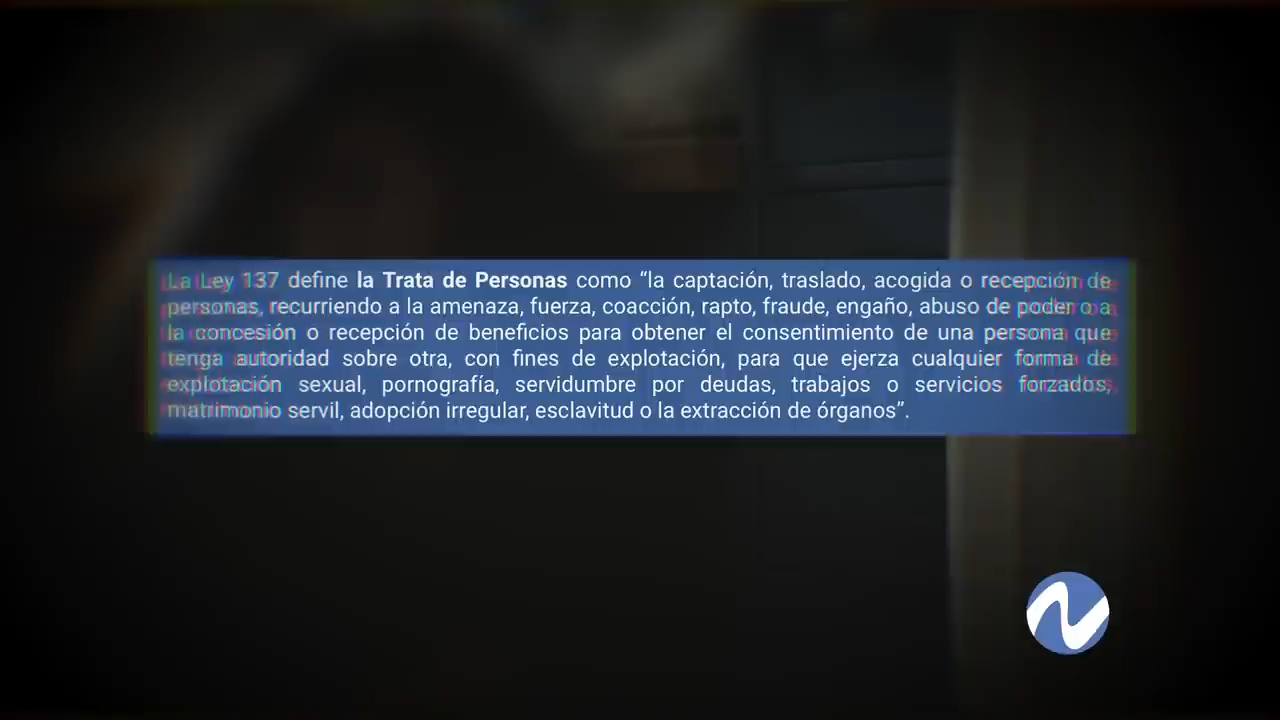 La Ley 137 define la Trata de Personas como “la captación, traslado, acogida o recepción de
personas, recurriendo a la amenaza, fuerza, coacción, rapto, fraude, engaño, abuso de poder o a
la concesión o recepción de beneficios para obtener el consentimiento de una persona que
tenga autoridad sobre otra, con fines de explotación, para que ejerza cualquier forma de
explotación sexual, pornografía, servidumbre por deudas, trabajos o servicios forzados,
matrimonio servil, adopción irregular, esclavitud o la extracción de órganos”.